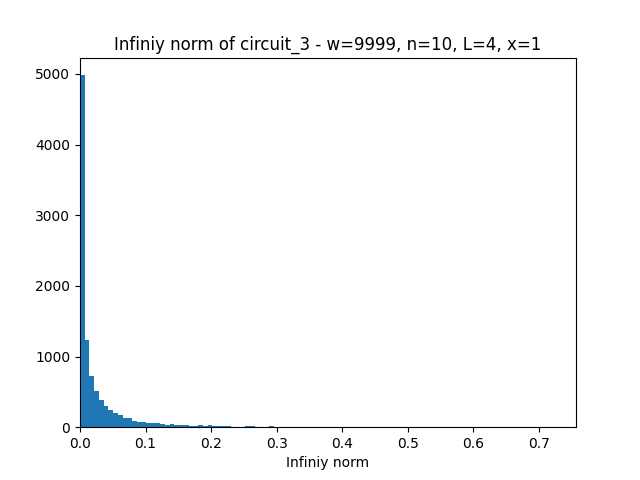 Infiniy norm of circuit_3 - w=9999, n=10, L=4, x=1
5000
4000
3000
2000
1000
0
0.0 0.1 0.2 0.3 0.4 0.5 0.6 0.7
Infiniy norm